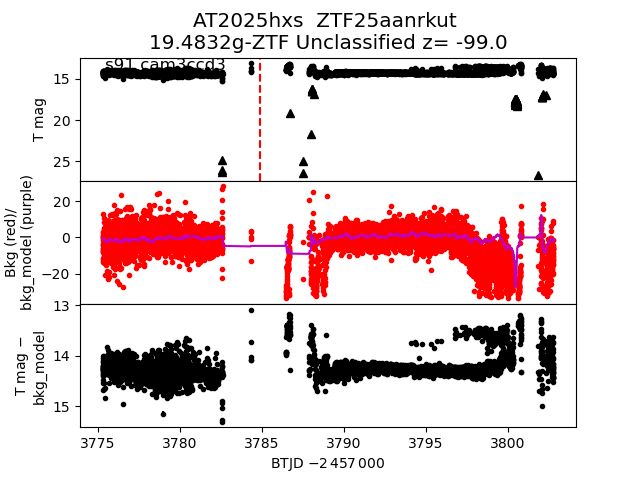 AT2025hxs  ZTF25aanrkut
19.4832g-ZTF Unclassified z= -99.0
s91 cam3ccd3
15
20
25
T mag
20
0
−20
Bkg (red)/
bkg_model (purple)
13
14
15
T mag −
bkg_model
3775
3780
3785
3790
3795
3800
BTJD −2 457 000